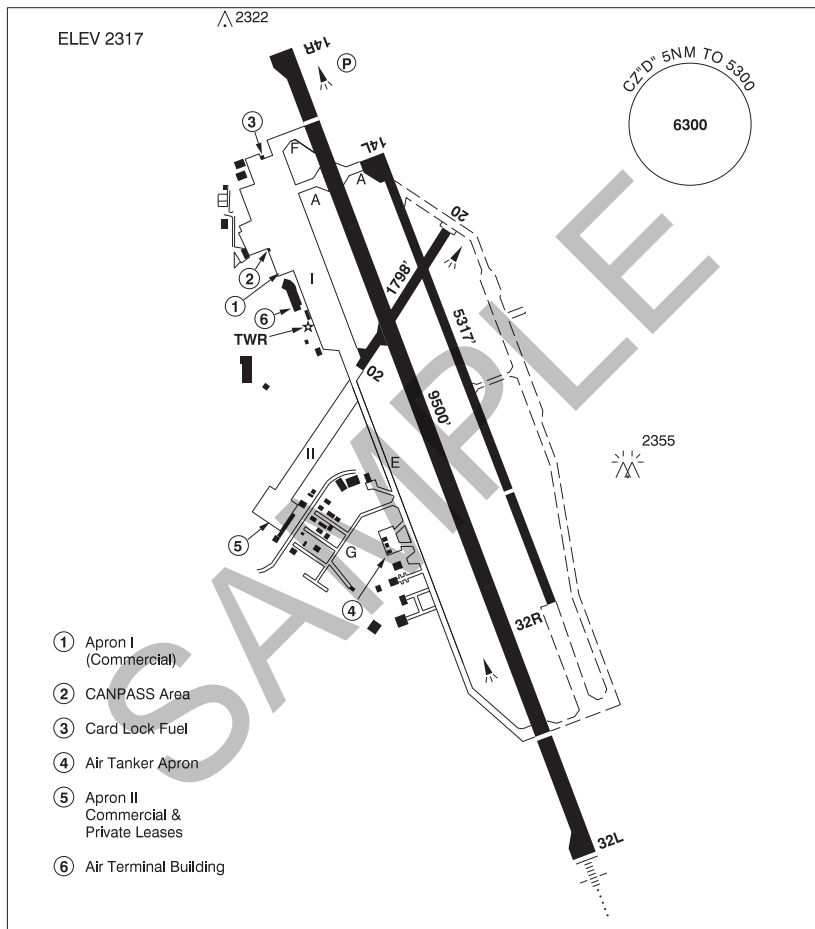 2322
ELEV 2317
14R
P
CZ"D" 5NM TO 5300
6300
3
14L
F
A
A
20
2
1
I
1798'
6
TWR
5317'
02
9500'
2355
II
E
5
G
4
32R
SAMPLE
1 Apron I
(Commercial)
2 CANPASS Area
3 Card Lock Fuel
4 Air Tanker Apron
5 Apron II
Commercial &
Private Leases
6 Air Terminal Building
32L